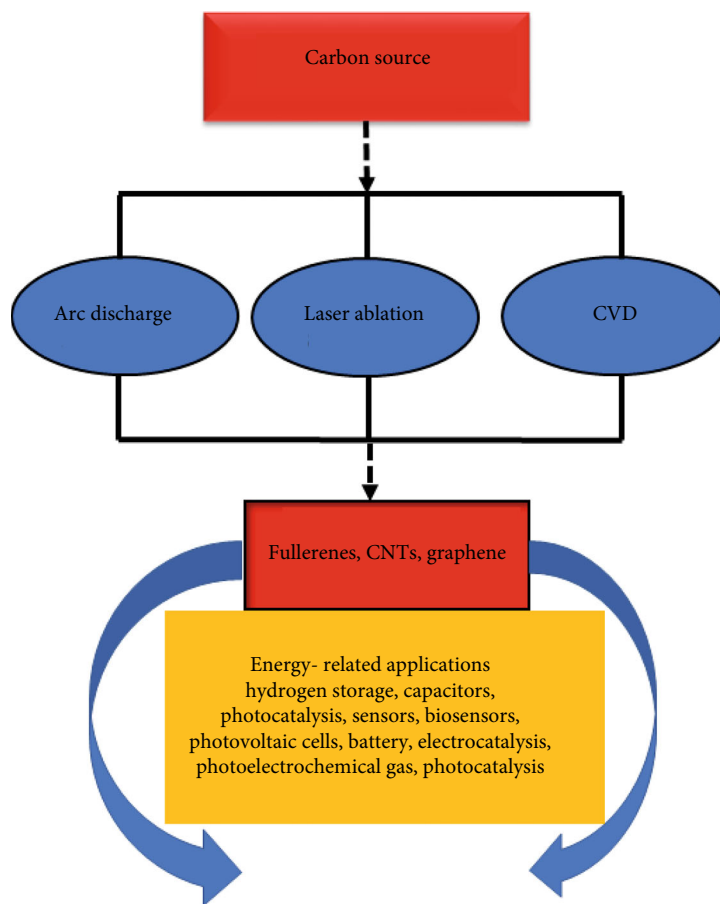 Carbon source
Arc discharge
Laser ablation
CVD
Fullerenes, CNTs, graphene
Energy- related applications
hydrogen storage, capacitors,
photocatalysis, sensors, biosensors,
photovoltaic cells, battery, electrocatalysis,
photoelectrochemical gas, photocatalysis